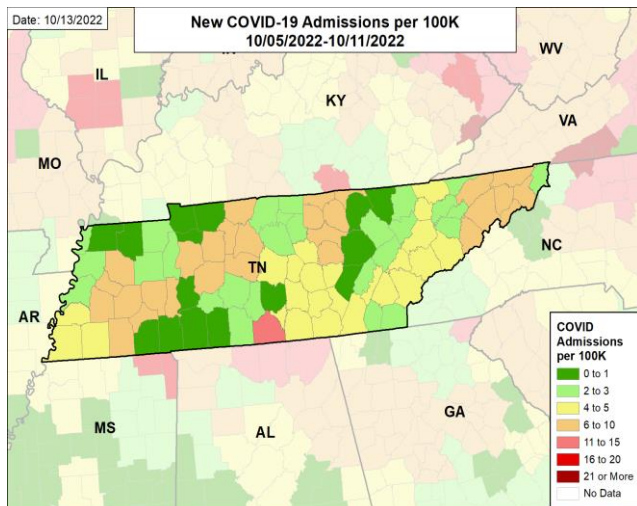 Date: 10/13/2022
New COVID-19 Admissions per 100K
10/05/2022-10/11/2022
WV
IL
KY
VA
MO
TN
NC
AR
MS
AL
GA
COVID
Admissions
per 100K
0 to 1
2 to 3
4 to 5
6 to 10
11 to 15
16 to 20
21 or More
No Data